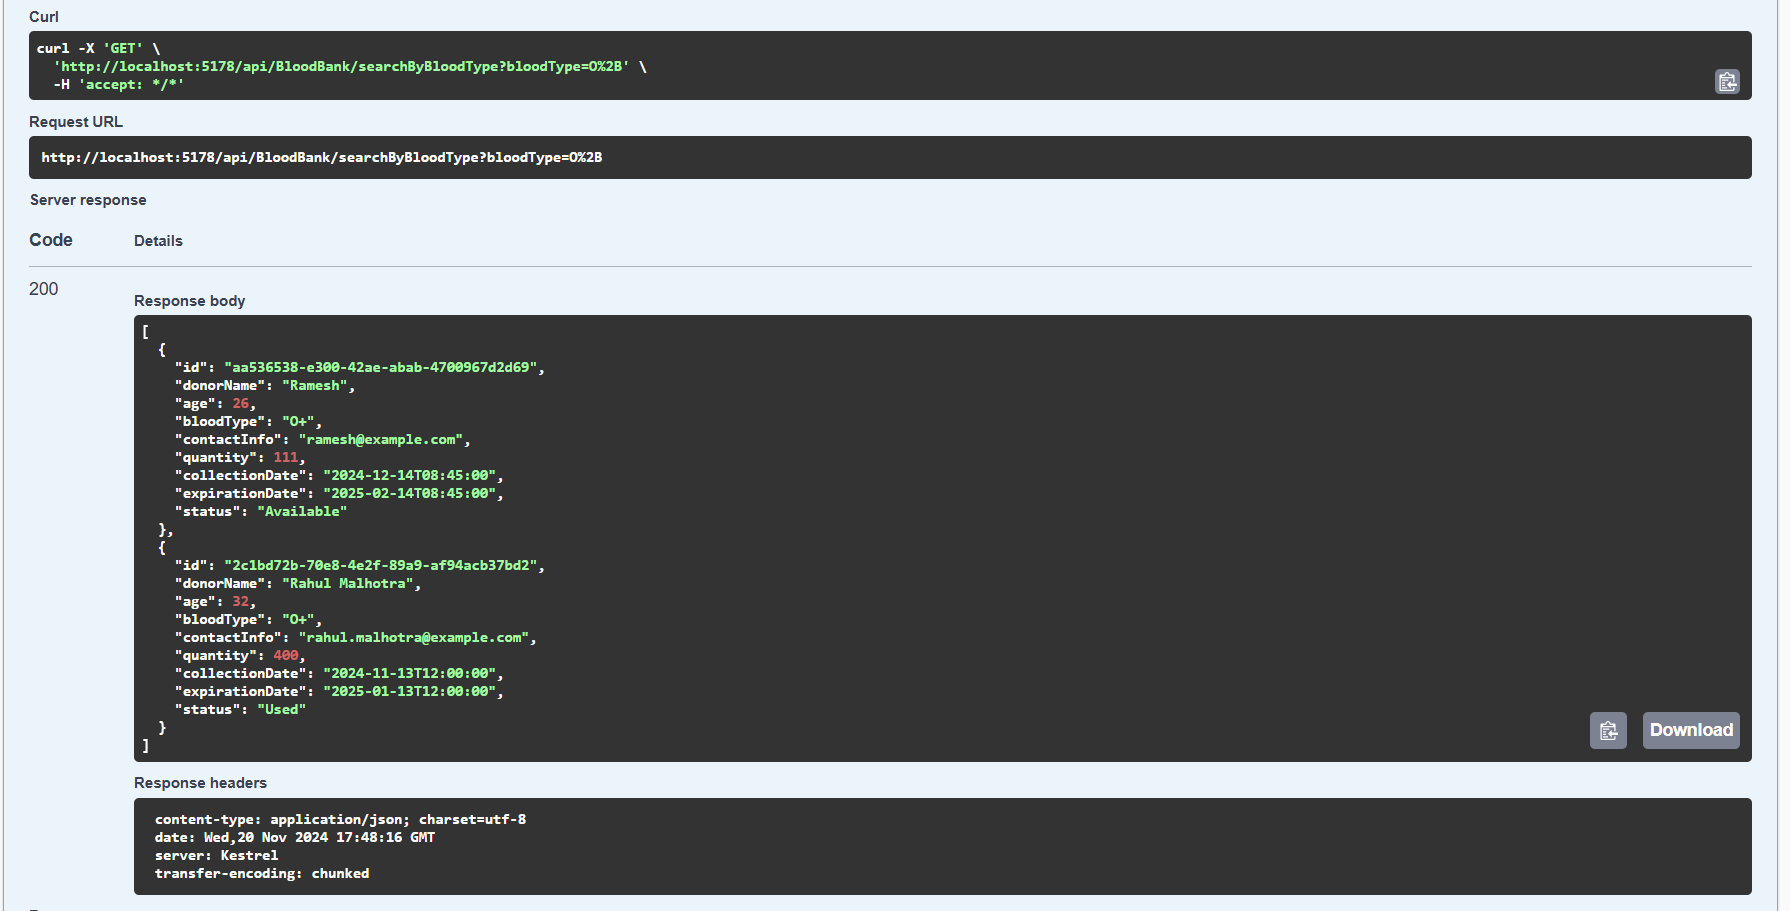 Curl
curl -X 'GET' \
  'http://localhost:5178/api/BloodBank/searchByBloodType?bloodType=O%2B' \
  -H 'accept: */*'
Request URL
http://localhost:5178/api/BloodBank/searchByBloodType?bloodType=O%2B
Server response
Code Details
200
Response body
[
  {
    "id": "aa536538-e300-42ae-abab-4700967d2d69",
    "donorName": "Ramesh",
    "age": 26,
    "bloodType": "O+",
    "contactInfo": "ramesh@example.com",
    "quantity": 111,
    "collectionDate": "2024-12-14T08:45:00",
    "expirationDate": "2025-02-14T08:45:00",
    "status": "Available"
  },
  {
    "id": "2c1bd72b-70e8-4e2f-89a9-af94acb37bd2",
    "donorName": "Rahul Malhotra",
    "age": 32,
    "bloodType": "O+",
    "contactInfo": "rahul.malhotra@example.com",
    "quantity": 400,
    "collectionDate": "2024-11-13T12:00:00",
    "expirationDate": "2025-01-13T12:00:00",
    "status": "Used"
  }
]
Download
Response headers
content-type: application/json; charset=utf-8
date: Wed,20 Nov 2024 17:48:16 GMT
server: Kestrel
transfer-encoding: chunked